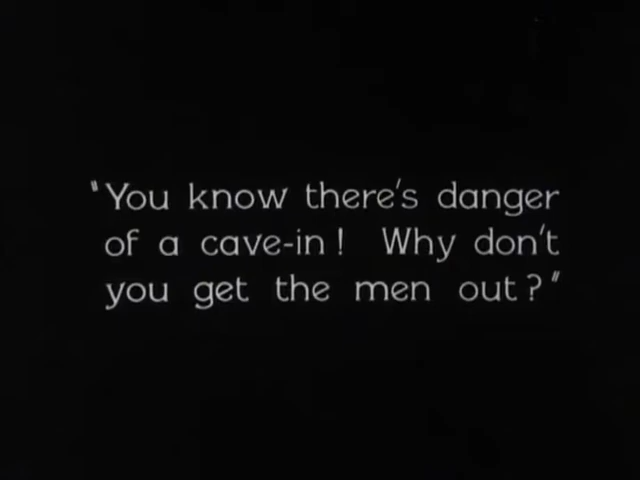 "You know there's danger
of a cave-in! Why don't
you get the men out?"